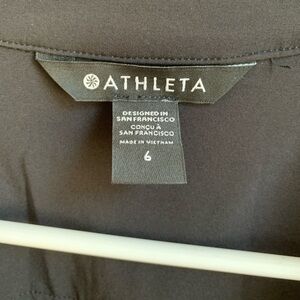 ATHLETA
DESIGNED IN
SAN FRANCISCO
CONÇU À
SAN FRANCISCO
MADE IN VIETNAM
6